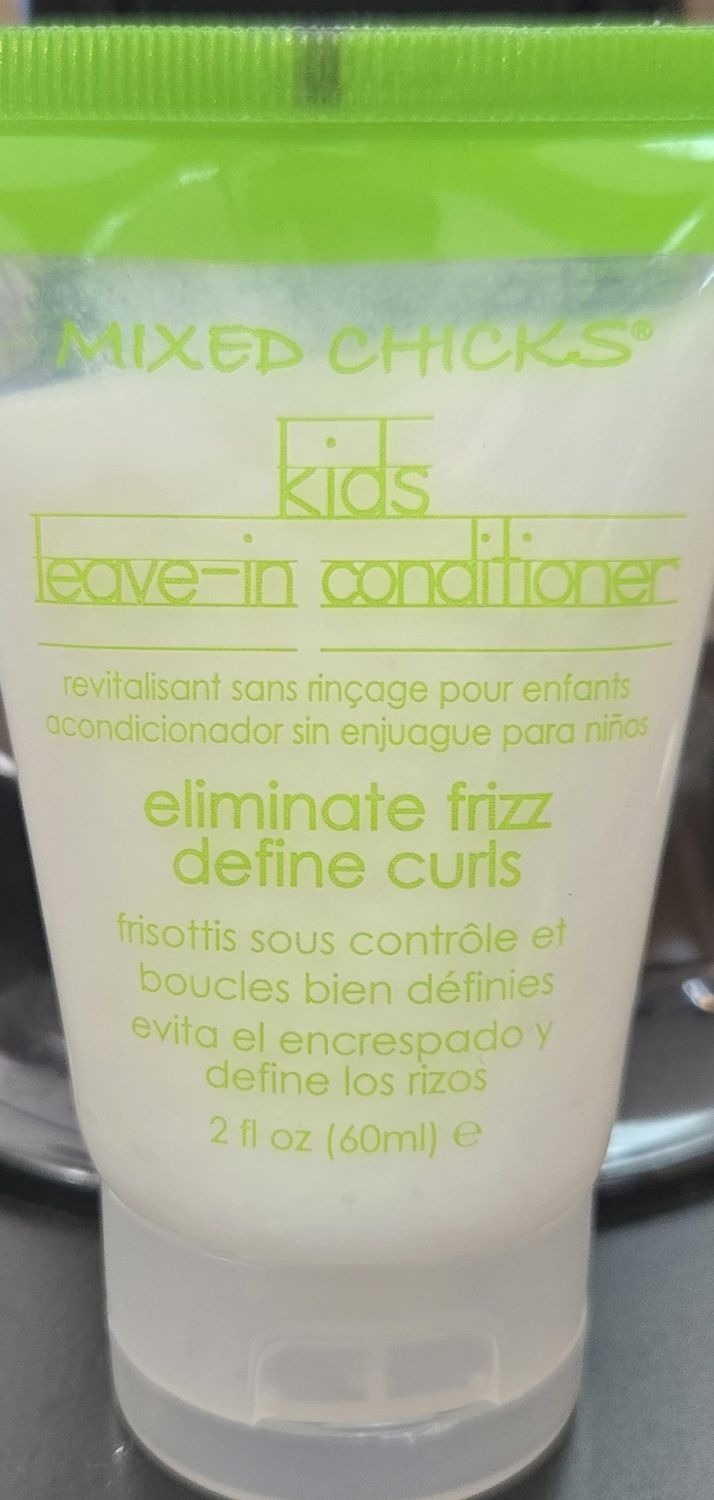 MIXED CHICKS®
kids
leave-in conditioner
revitalisant sans rinçage pour enfants
acondicionador sin enjuague para niños
eliminate frizz
define curls
frisottis sous contrôle et
boucles bien définies
evita el encrespado y
define los rizos
2 fl oz (60ml) e